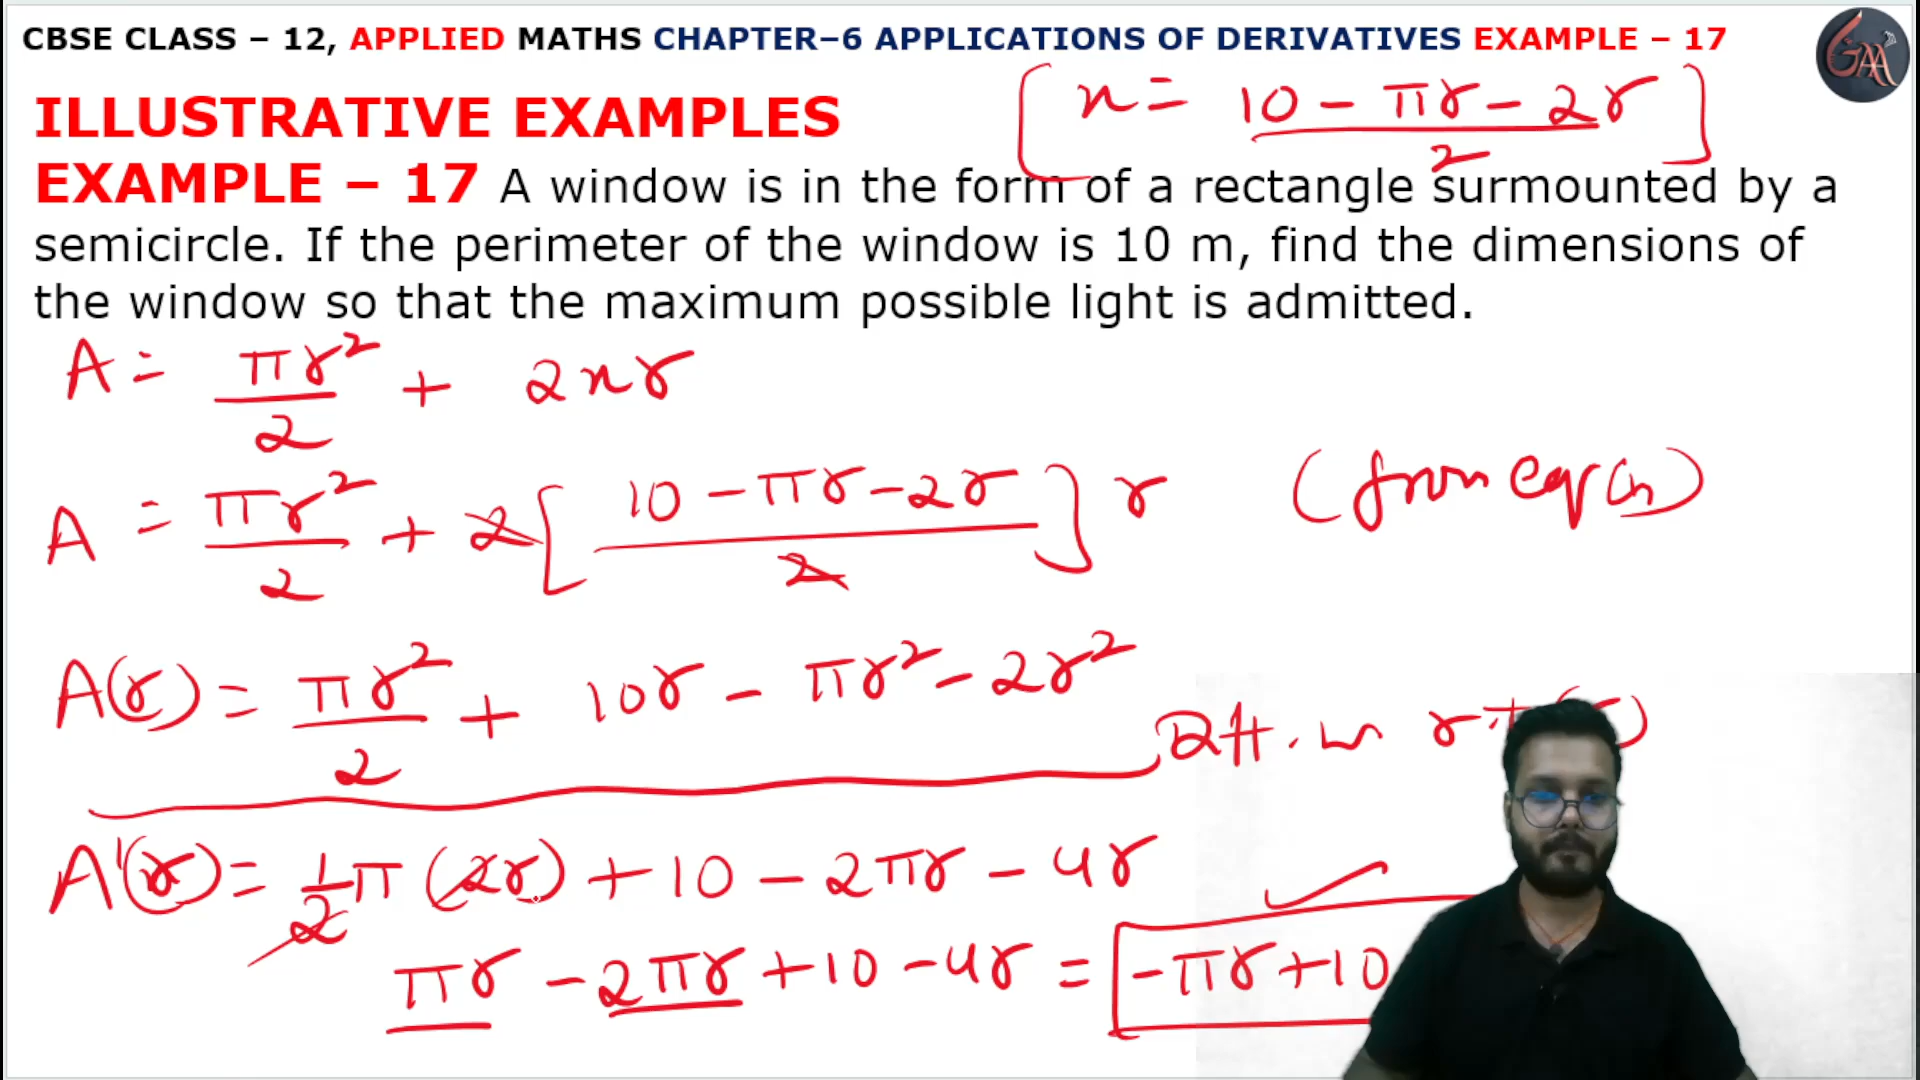 CBSE CLASS – 12, APPLIED MATHS CHAPTER–6 APPLICATIONS OF DERIVATIVES EXAMPLE – 17
[x = (10 - πr - 2r)/2]
ILLUSTRATIVE EXAMPLES
EXAMPLE – 17 A window is in the form of a rectangle surmounted by a
semicircle. If the perimeter of the window is 10 m, find the dimensions of
the window so that the maximum possible light is admitted.
A = πr²/2 + 2xr
A = πr²/2 + 2[(10 - πr - 2r)/2] r (from eq(n)
A(r) = πr²/2 + 10r - πr² - 2r²
Diff. w r t (r)
A'(r) = 1/2 π (2r) + 10 - 2πr - 4r
πr - 2πr + 10 - 4r = -πr + 10